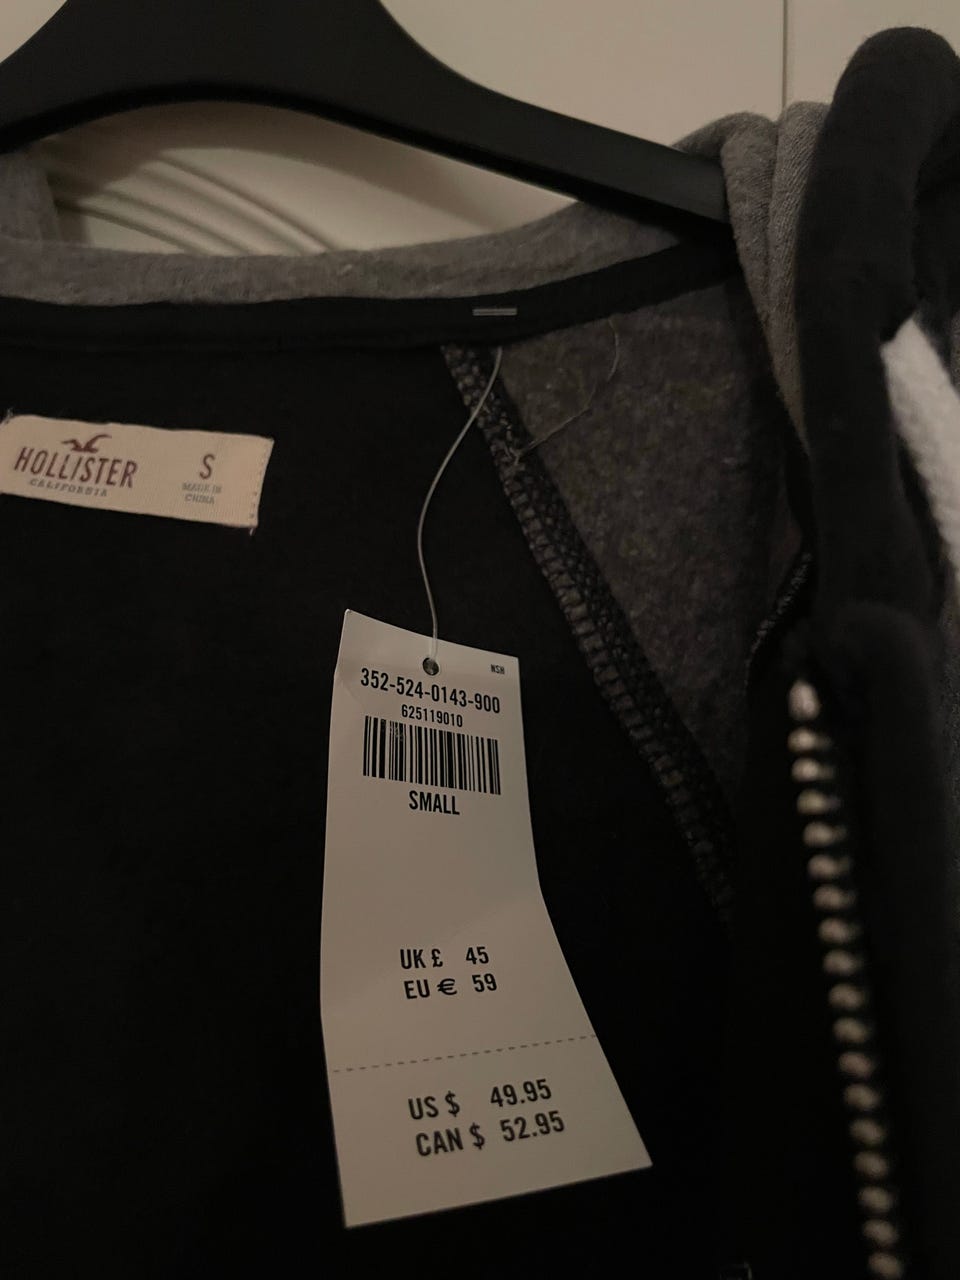 HOLLISTER
CALIFORNIA
S
MADE IN
CHINA
NSH
352-524-0143-900
625119010
SMALL
UK £ 45
EU € 59
US $ 49.95
CAN $ 52.95